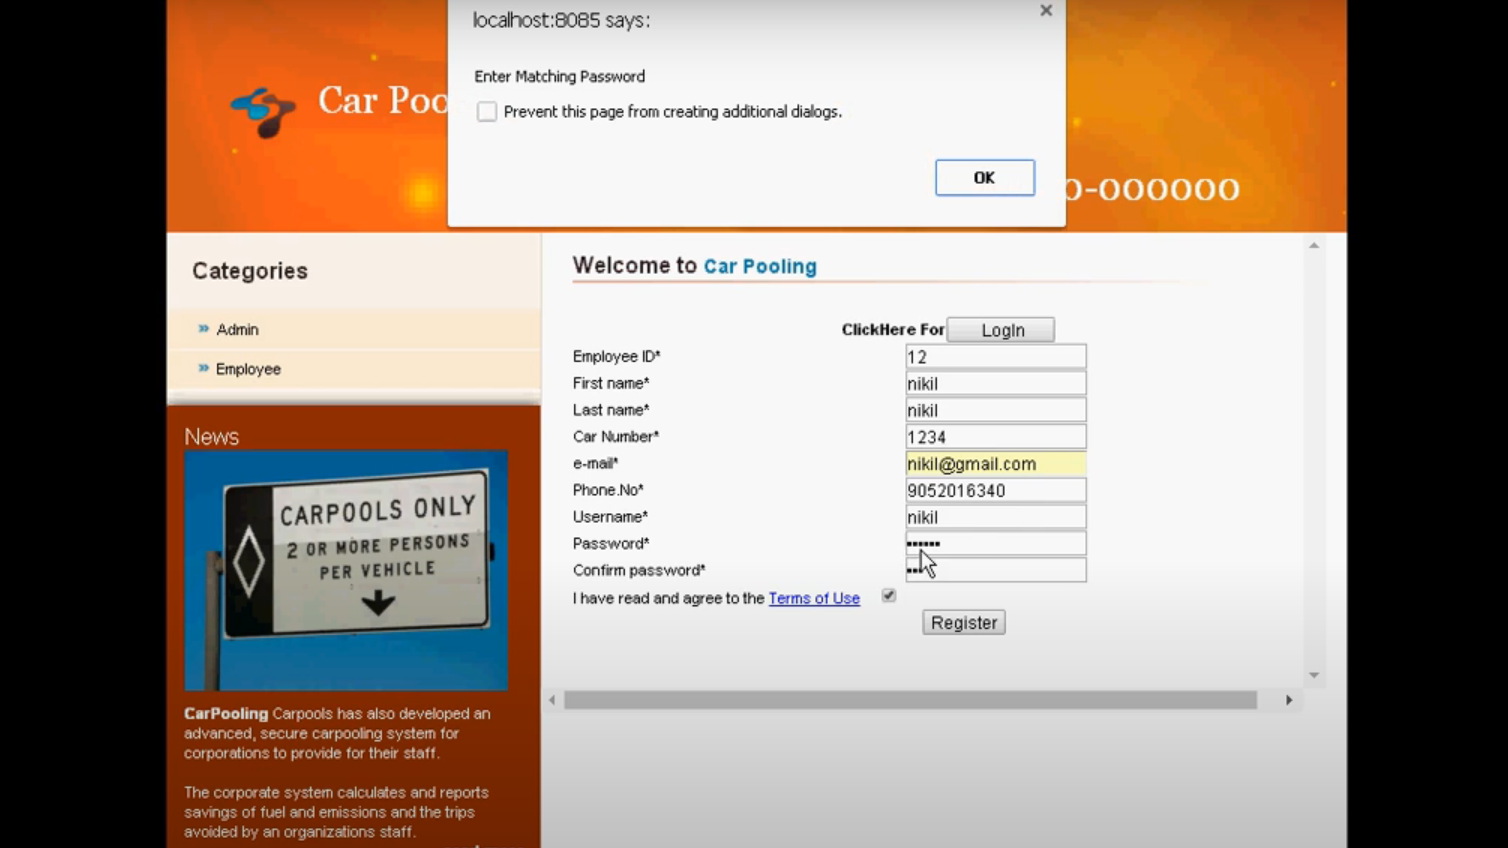 localhost:8085 says:
Enter Matching Password
Prevent this page from creating additional dialogs.
OK
Car Poo
0-000000
Categories
Admin
Employee
News
CARPOOLS ONLY
2 OR MORE PERSONS
PER VEHICLE
CarPooling Carpools has also developed an
advanced, secure carpooling system for
corporations to provide for their staff.
The corporate system calculates and reports
savings of fuel and emissions and the trips
avoided by an organizations staff.
Welcome to Car Pooling
ClickHere For LogIn
Employee ID* 12
First name* nikil
Last name* nikil
Car Number* 1234
e-mail* nikil@gmail.com
Phone.No* 9052016340
Username* nikil
Password*
Confirm password*
I have read and agree to the Terms of Use
Register